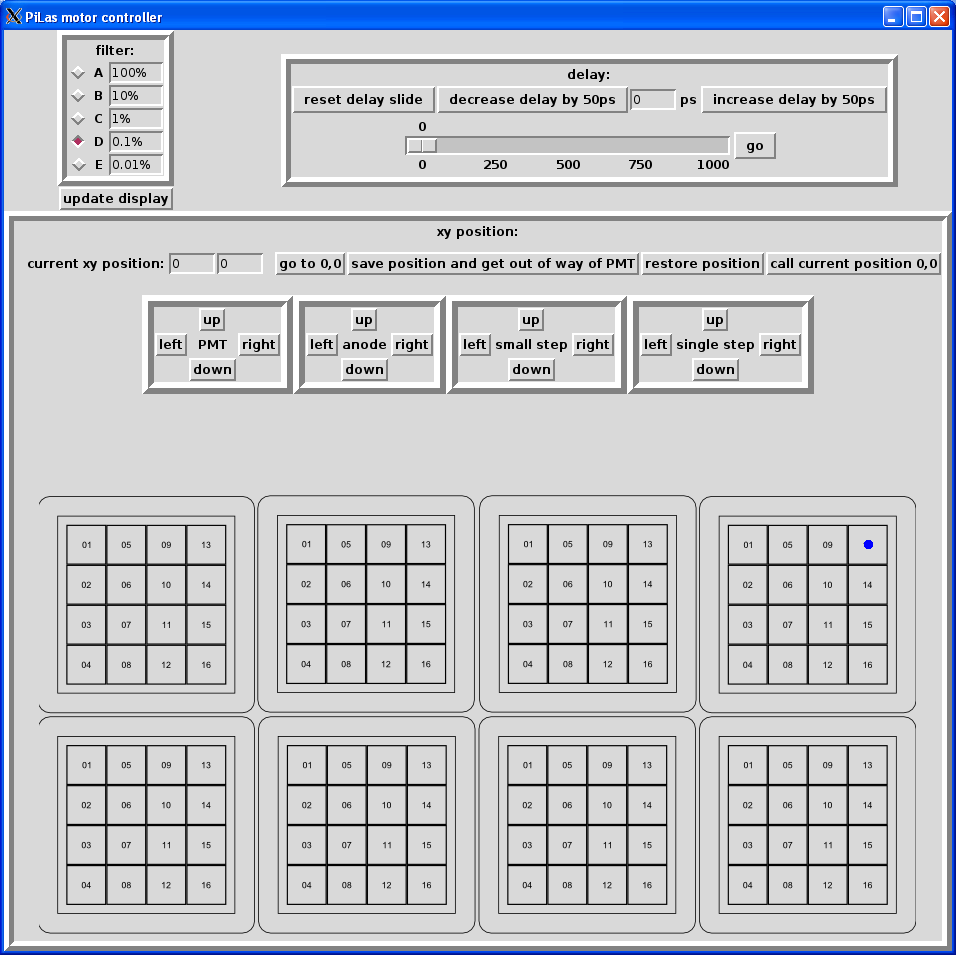 PiLas motor controller
filter:
A 100%
B 10%
C 1%
D 0.1%
E 0.01%
update display
delay:
reset delay slide decrease delay by 50ps 0 ps increase delay by 50ps
0
go
0 250 500 750 1000
xy position:
current xy position: 0 0 go to 0,0 save position and get out of way of PMT restore position call current position 0,0
up up up up
left PMT right left anode right left small step right left single step right
down down down down
01 05 09 13 01 05 09 13 01 05 09 13 01 05 09
02 06 10 14 02 06 10 14 02 06 10 14 02 06 10 14
03 07 11 15 03 07 11 15 03 07 11 15 03 07 11 15
04 08 12 16 04 08 12 16 04 08 12 16 04 08 12 16
01 05 09 13 01 05 09 13 01 05 09 13 01 05 09 13
02 06 10 14 02 06 10 14 02 06 10 14 02 06 10 14
03 07 11 15 03 07 11 15 03 07 11 15 03 07 11 15
04 08 12 16 04 08 12 16 04 08 12 16 04 08 12 16